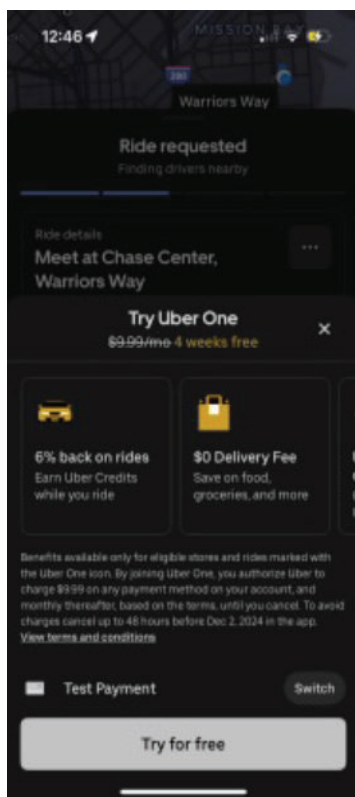 12:46
MISSION BAY
280
Warriors Way
Ride requested
Finding drivers nearby
Ride details
Meet at Chase Center,
Warriors Way
Try Uber One
$9.99/mo 4 weeks free
6% back on rides
Earn Uber Credits
while you ride
$0 Delivery Fee
Save on food,
groceries, and more
Benefits available only for eligible stores and rides marked with
the Uber One icon. By joining Uber One, you authorize Uber to
charge $9.99 on any payment method on your account, and
monthly thereafter, based on the terms, until you cancel. To avoid
charges cancel up to 48 hours before Dec 2, 2024 in the app.
View terms and conditions
Test Payment
Switch
Try for free